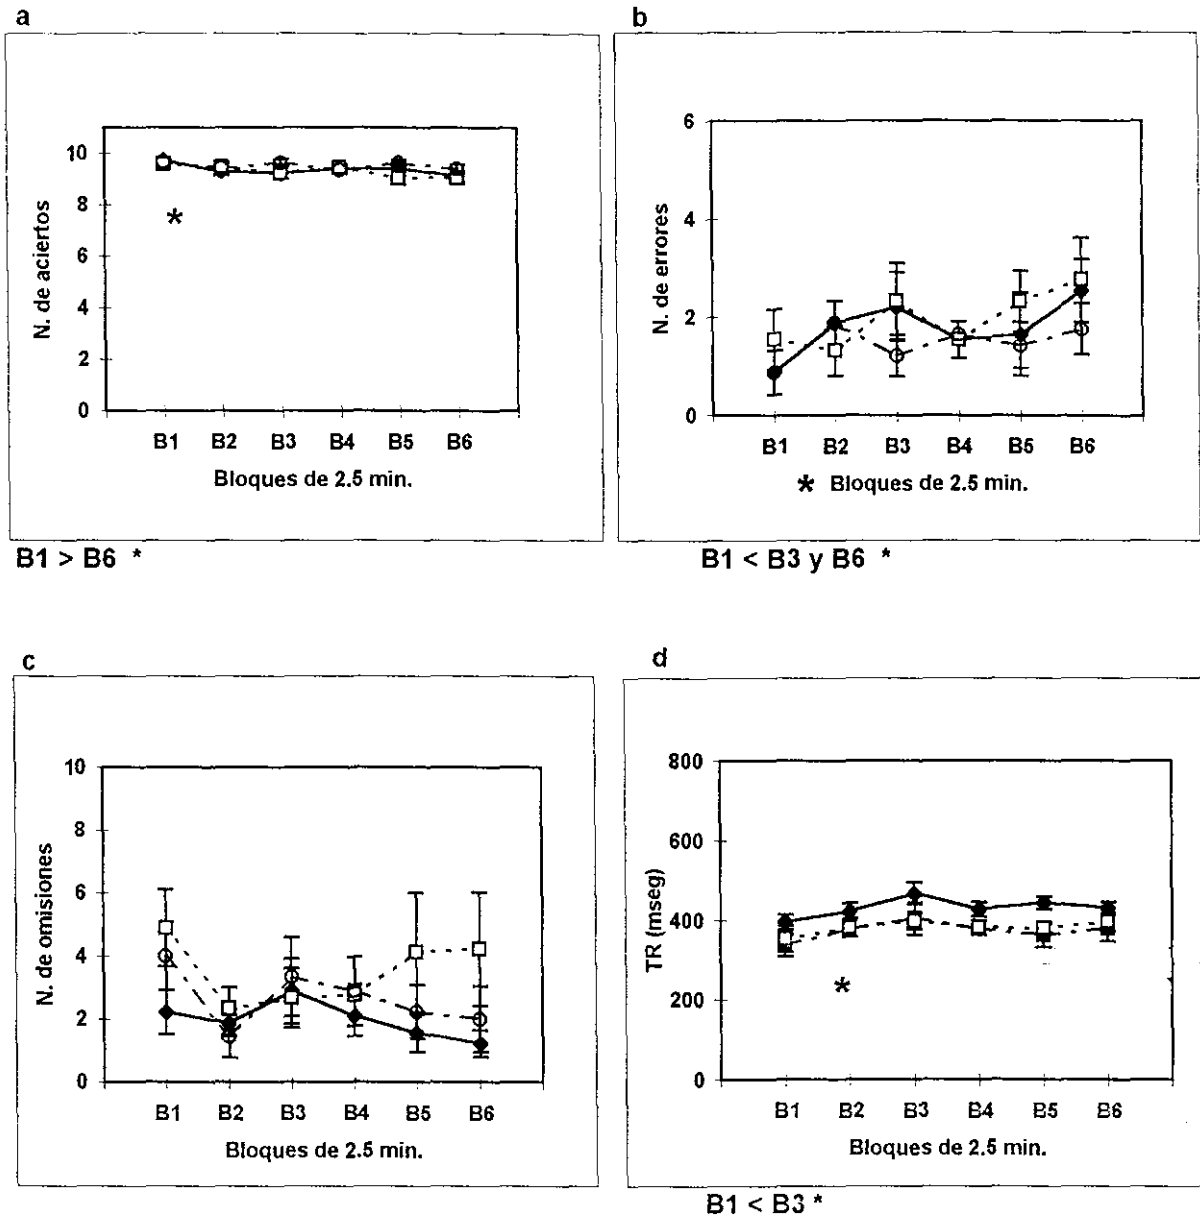 a
N. de aciertos
10
8
6
4
2
0
*
B1 B2 B3 B4 B5 B6
Bloques de 2.5 min.
B1 > B6 *
b
N. de errores
6
4
2
0
B1 B2 B3 B4 B5 B6
* Bloques de 2.5 min.
B1 < B3 y B6 *
c
N. de omisiones
10
8
6
4
2
0
B1 B2 B3 B4 B5 B6
Bloques de 2.5 min.
d
TR (mseg)
800
600
400
200
0
*
B1 B2 B3 B4 B5 B6
Bloques de 2.5 min.
B1 < B3 *